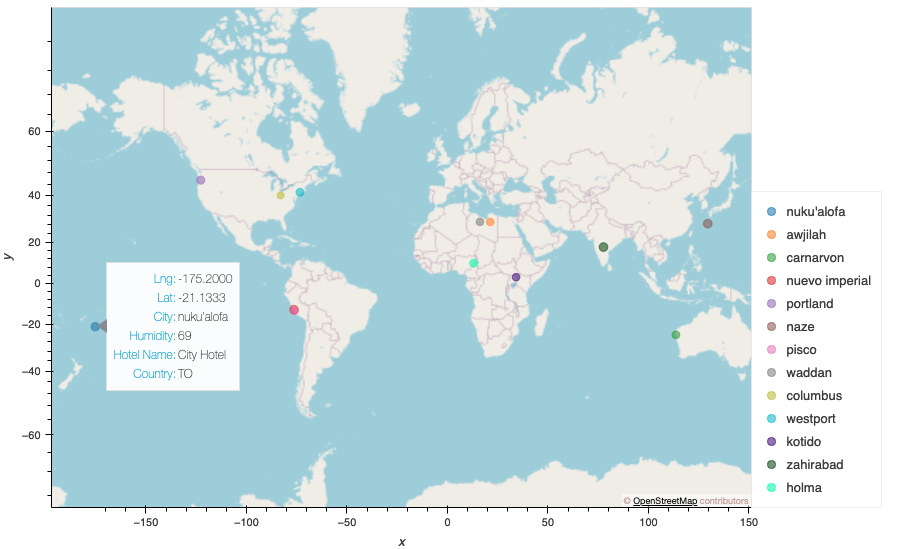 60
40
20
0
−20
−40
−60
y
−150
−100
−50
0
50
100
150
x
Lng: -175.2000
Lat: -21.1333
City: nuku'alofa
Humidity: 69
Hotel Name: City Hotel
Country: TO
nuku'alofa
awjilah
carnarvon
nuevo imperial
portland
naze
pisco
waddan
columbus
westport
kotido
zahirabad
holma
© OpenStreetMap contributors